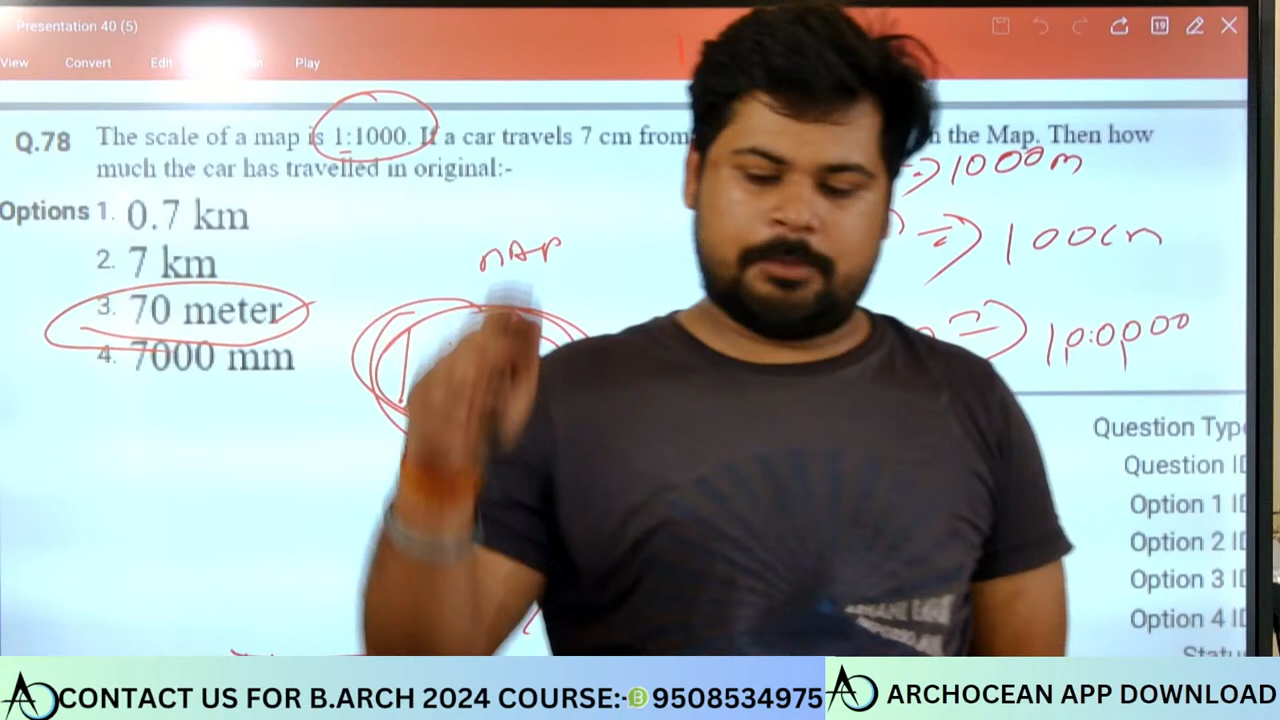 Presentation 40 (5)
19
View Convert Edit Play
Q.78 The scale of a map is 1:1000. If a car travels 7 cm from the Map. Then how
much the car has travelled in original:-
⇒ 1000m
Options 1. 0.7 km
⇒ 100cm
2. 7 km
MAP
3. 70 meter
4. 7000 mm
Question Typ
Question I
Option 1 I
Option 2 I
Option 3 I
Option 4 I
Statu
CONTACT US FOR B.ARCH 2024 COURSE:- 9508534975
ARCHOCEAN APP DOWNLOAD